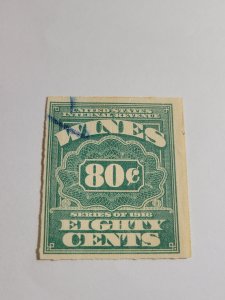 UNITED STATES
INTERNAL REVENUE
WINES
80¢
SERIES OF 1916
EIGHTY
CENTS